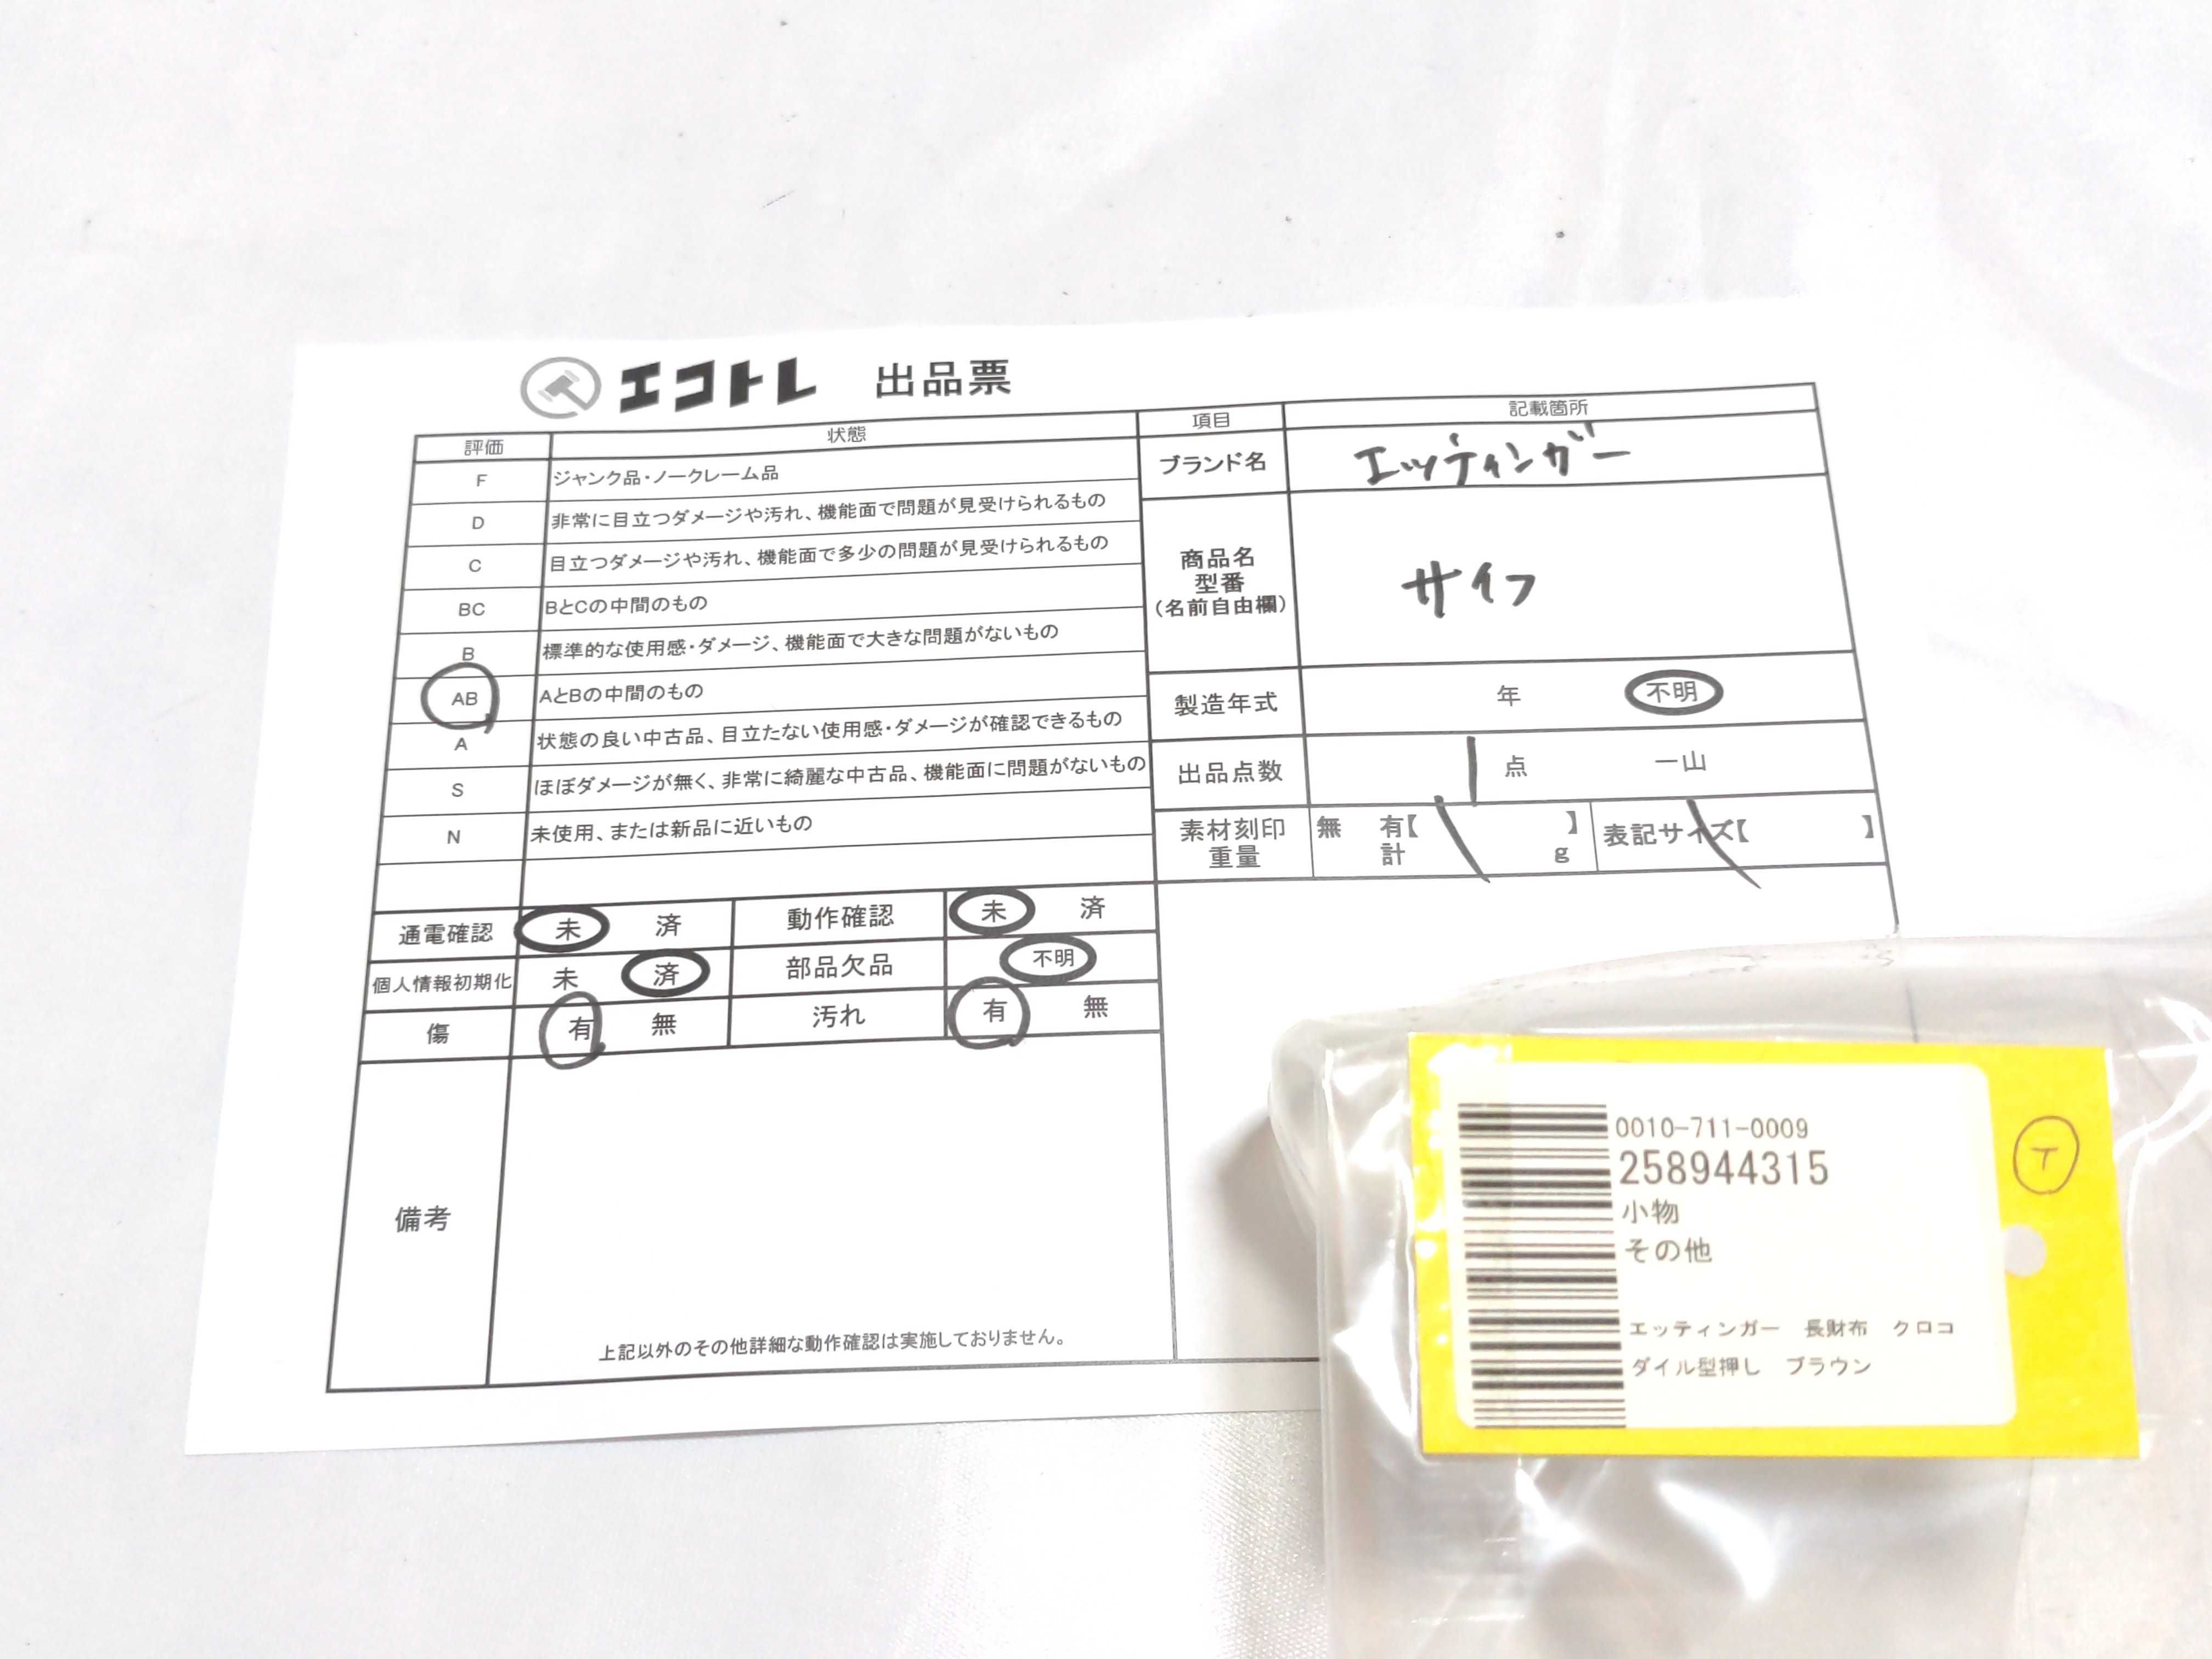 エコトレ 出品票
評価 状態
F ジャンク品・ノークレーム品
D 非常に目立つダメージや汚れ、機能面で問題が見受けられるもの
C 目立つダメージや汚れ、機能面で多少の問題が見受けられるもの
BC BとCの中間のもの
B 標準的な使用感・ダメージ、機能面で大きな問題がないもの
AB AとBの中間のもの
A 状態の良い中古品、目立たない使用感・ダメージが確認できるもの
S ほぼダメージが無く、非常に綺麗な中古品、機能面に問題がないもの
N 未使用、または新品に近いもの
項目 記載箇所
ブランド名 エッティンガー
商品名
型番
(名前自由欄)
サイフ
製造年式 年 不明
出品点数 1 点 一山
素材刻印 無 有【 】 表記サイズ【 】
重量 計 g
通電確認 未 済 動作確認 未 済
個人情報初期化 未 済 部品欠品 不明
傷 有 無 汚れ 有 無
備考
上記以外のその他詳細な動作確認は実施しておりません。
0010-711-0009
258944315
小物
その他
エッティンガー 長財布 クロコ
ダイル型押し ブラウン
T